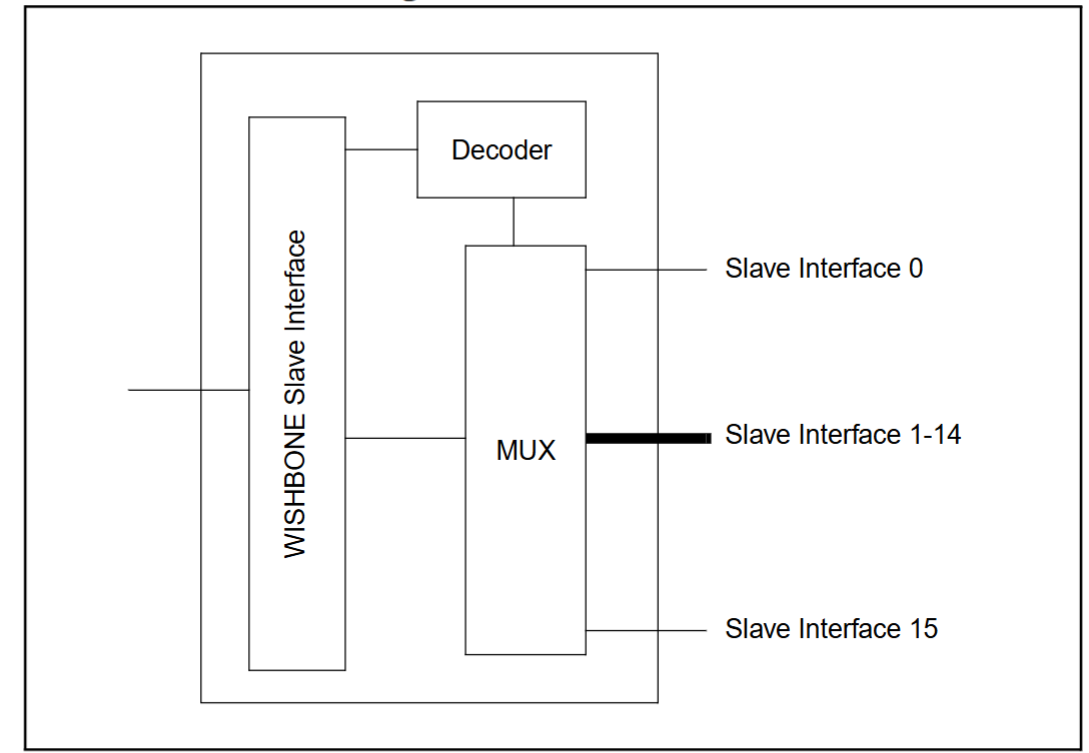 Decoder
Slave Interface 0
WISHBONE Slave Interface
Slave Interface 1-14
MUX
Slave Interface 15